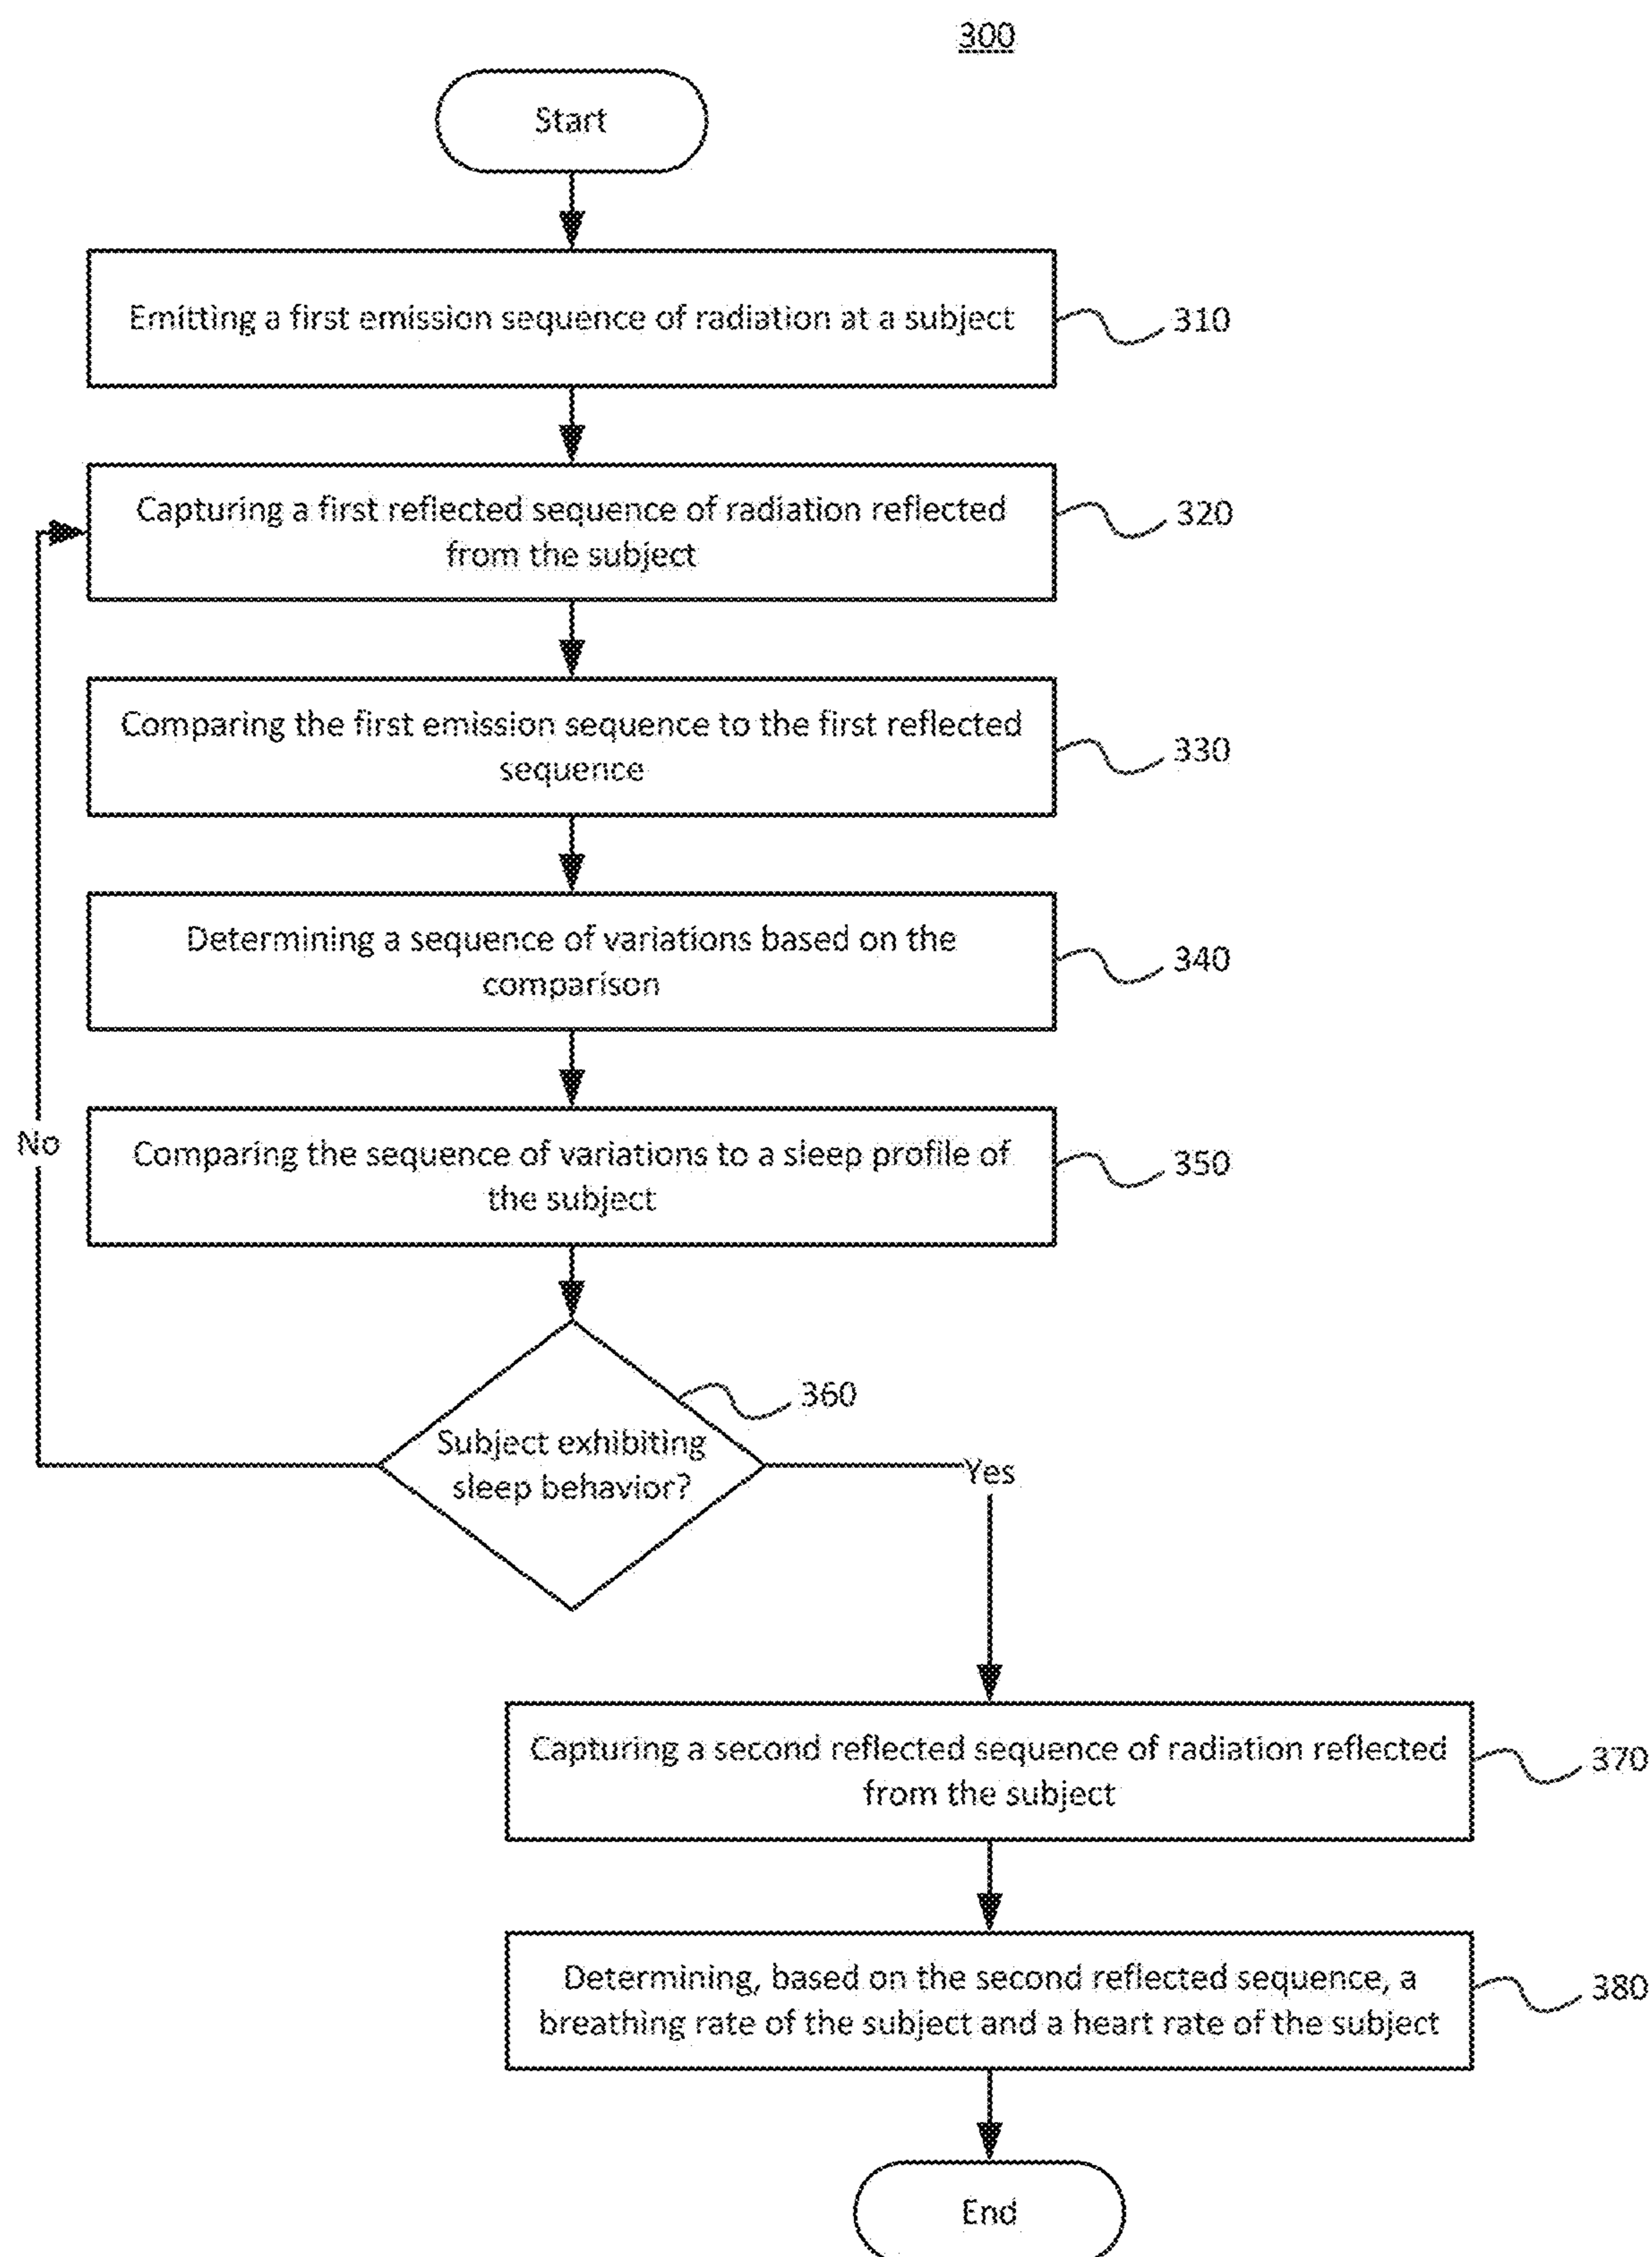 300
Start
Emitting a first emission sequence of radiation at a subject
310
Capturing a first reflected sequence of radiation reflected
from the subject
320
Comparing the first emission sequence to the first reflected
sequence
330
Determining a sequence of variations based on the
comparison
340
No
Comparing the sequence of variations to a sleep profile of
the subject
350
360
Subject exhibiting
sleep behavior?
Yes
Capturing a second reflected sequence of radiation reflected
from the subject
370
Determining, based on the second reflected sequence, a
breathing rate of the subject and a heart rate of the subject
380
End